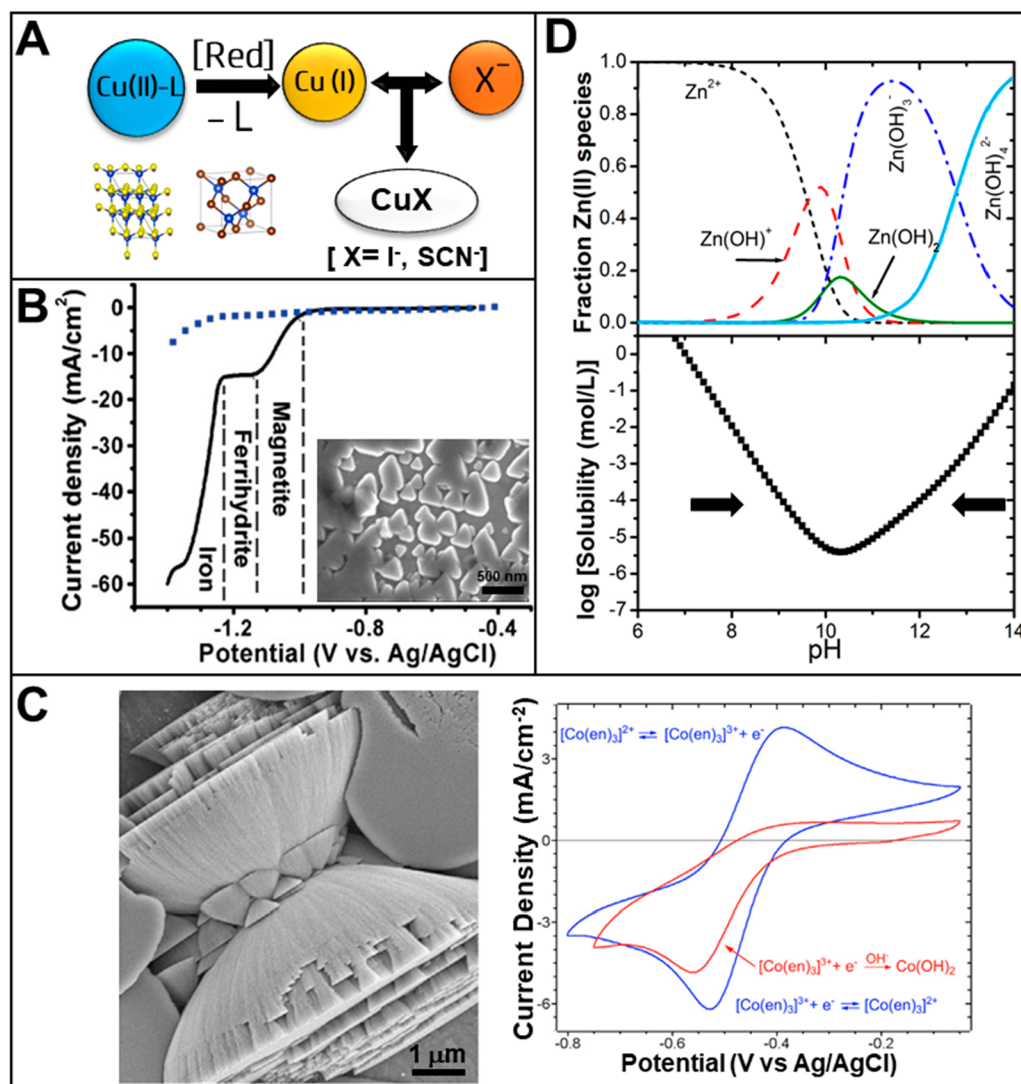 A
Cu(II)-L
[Red]
– L
Cu (I)
X⁻
CuX
[ X= I⁻, SCN⁻]
B
Current density (mA/cm²)
0
-10
-20
-30
-40
-50
-60
Iron
Ferrihydrite
Magnetite
500 nm
-1.2
-0.8
-0.4
Potential (V vs. Ag/AgCl)
D
Fraction Zn(II) species
1.0
0.8
0.6
0.4
0.2
0.0
Zn²⁺
Zn(OH)⁺
Zn(OH)₂
Zn(OH)₃⁻
Zn(OH)₄²⁻
log [Solubility (mol/L)]
0
-1
-2
-3
-4
-5
-6
-7
6
8
10
12
14
pH
C
1 μm
Current Density (mA/cm⁻²)
3
0
-3
-6
[Co(en)₃]²⁺ ⇌ [Co(en)₃]³⁺+ e⁻
[Co(en)₃]³⁺+ e⁻ OH⁻→ Co(OH)₂
[Co(en)₃]³⁺+ e⁻ ⇌ [Co(en)₃]²⁺
-0.8
-0.6
-0.4
-0.2
Potential (V vs Ag/AgCl)